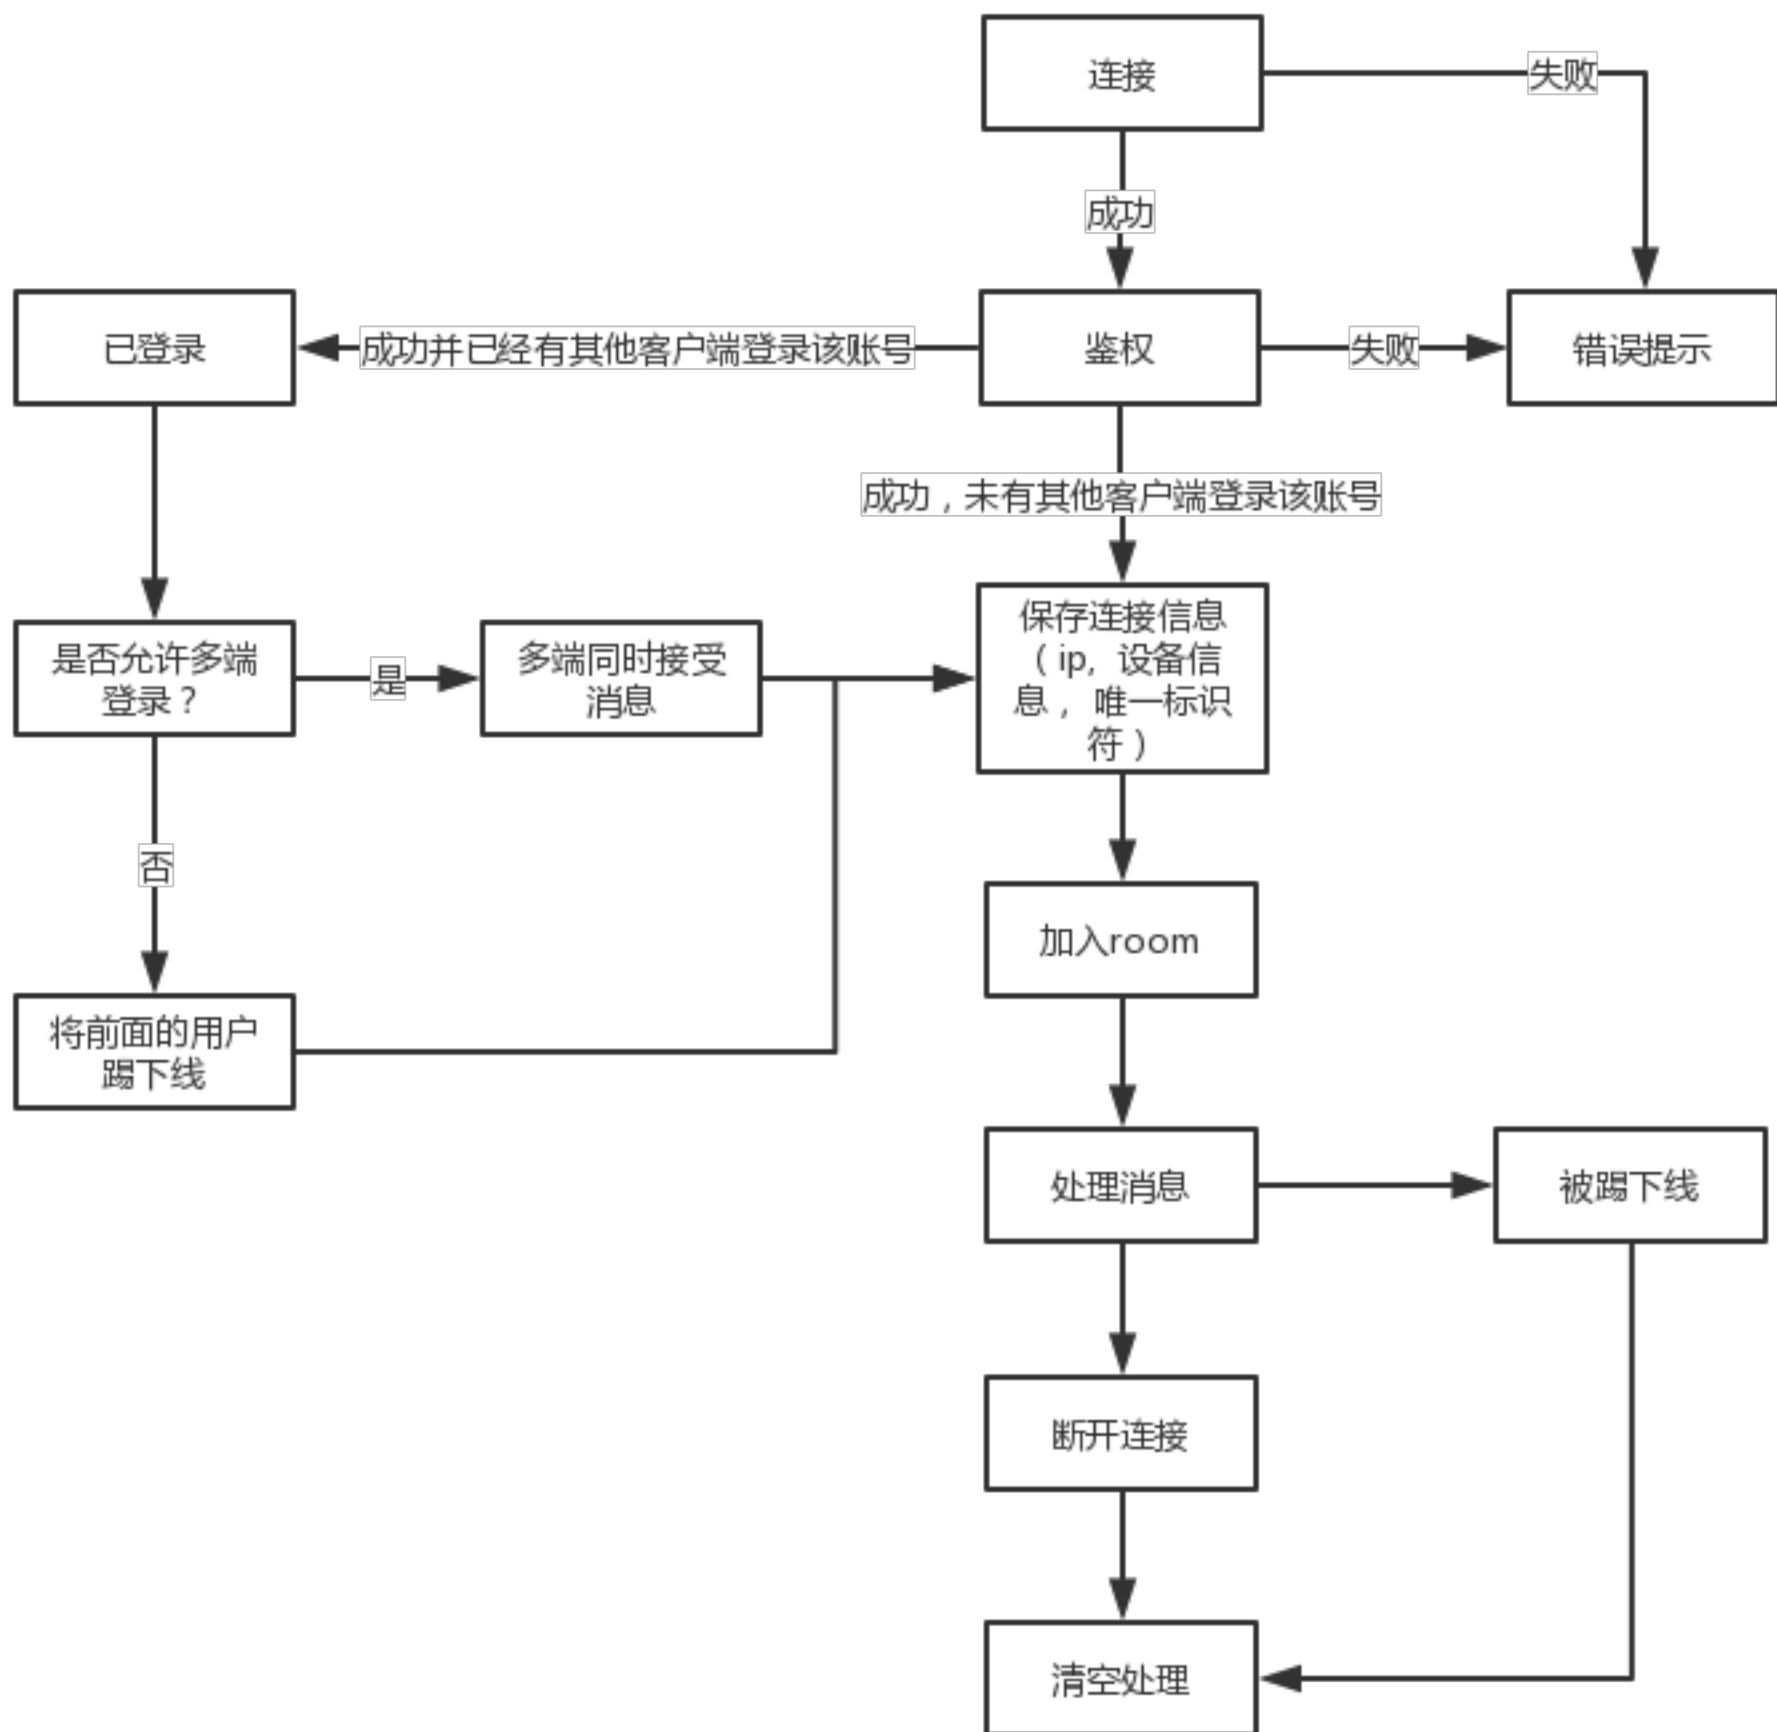 连接
失败
成功
已登录
成功并已经有其他客户端登录该账号
鉴权
失败
错误提示
成功，未有其他客户端登录该账号
是否允许多端
登录？
是
多端同时接受
消息
保存连接信息
（ip，设备信
息，唯一标识
符）
否
加入room
将前面的用户
踢下线
处理消息
被踢下线
断开连接
清空处理